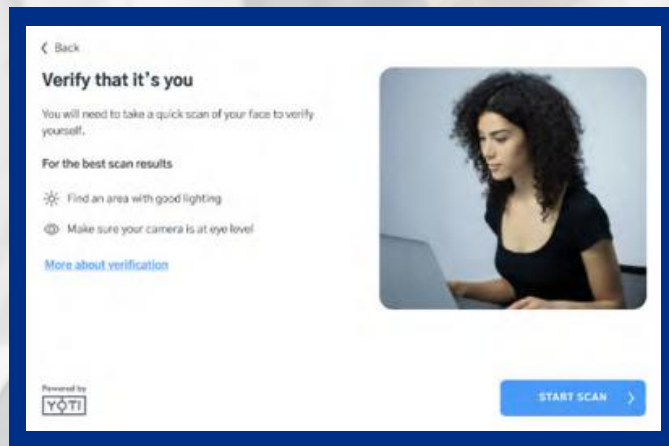 Back
Verify that it's you
You will need to take a quick scan of your face to verify
yourself.
For the best scan results
Find an area with good lighting
Make sure your camera is at eye level
More about verification
Powered by
YOTI
START SCAN